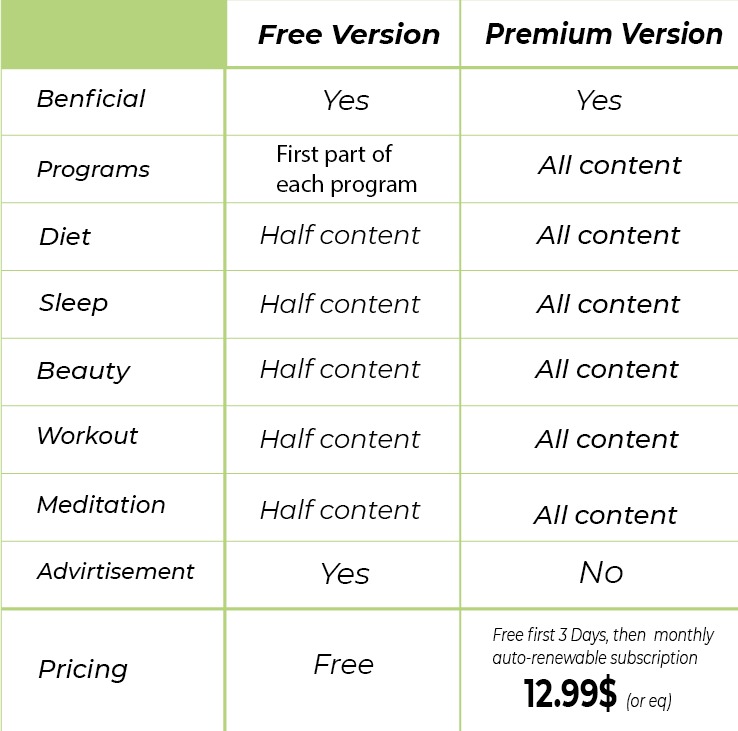 Free Version Premium Version
Benficial Yes Yes
Programs First part of each program All content
Diet Half content All content
Sleep Half content All content
Beauty Half content All content
Workout Half content All content
Meditation Half content All content
Advirtisement Yes No
Pricing Free Free first 3 Days, then monthly
auto-renewable subscription
12.99$ (or eq)